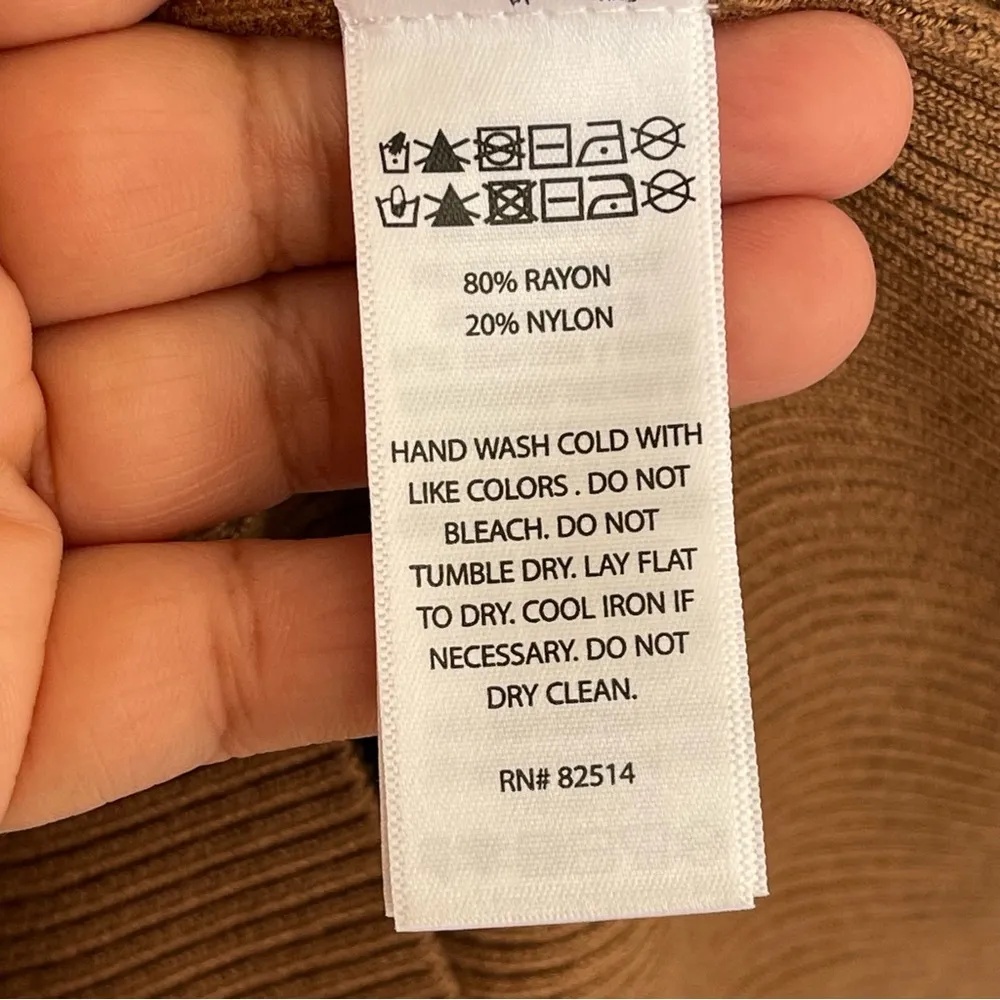 80% RAYON
20% NYLON
HAND WASH COLD WITH
LIKE COLORS . DO NOT
BLEACH. DO NOT
TUMBLE DRY. LAY FLAT
TO DRY. COOL IRON IF
NECESSARY. DO NOT
DRY CLEAN.
RN# 82514